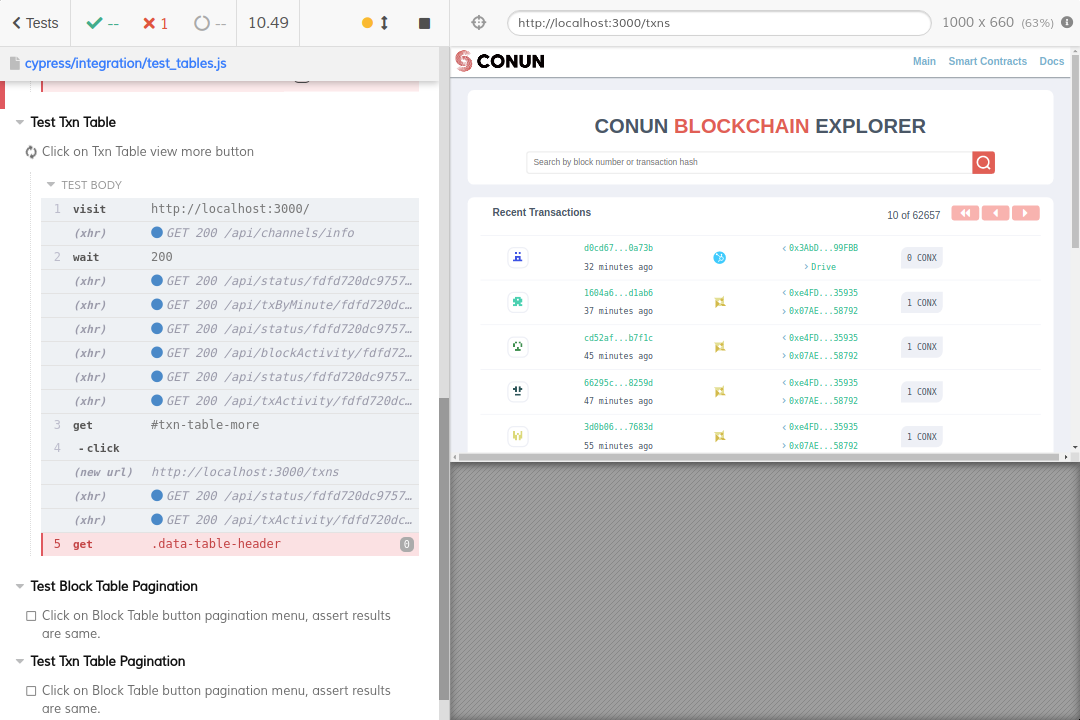 Tests
--
1
--
10.49
http://localhost:3000/txns
1000 x 660 (63%)
cypress/integration/test_tables.js
Test Txn Table
Click on Txn Table view more button
TEST BODY
1 visit http://localhost:3000/
(xhr) GET 200 /api/channels/info
2 wait 200
(xhr) GET 200 /api/status/fdfd720dc9757…
(xhr) GET 200 /api/txByMinute/fdfd720dc…
(xhr) GET 200 /api/status/fdfd720dc9757…
(xhr) GET 200 /api/blockActivity/fdfd72…
(xhr) GET 200 /api/status/fdfd720dc9757…
(xhr) GET 200 /api/txActivity/fdfd720dc…
3 get #txn-table-more
4 - click
(new url) http://localhost:3000/txns
(xhr) GET 200 /api/status/fdfd720dc9757…
(xhr) GET 200 /api/txActivity/fdfd720dc…
5 get .data-table-header 0
Test Block Table Pagination
Click on Block Table button pagination menu, assert results
are same.
Test Txn Table Pagination
Click on Block Table button pagination menu, assert results
are same.
CONUN
Main Smart Contracts Docs
CONUN BLOCKCHAIN EXPLORER
Search by block number or transaction hash
Recent Transactions
10 of 62657
d0cd67...0a73b ‹ 0x3AbD...99FBB
0 CONX
32 minutes ago › Drive
1604a6...d1ab6 ‹ 0xe4FD...35935
1 CONX
37 minutes ago › 0x07AE...58792
cd52af...b7f1c ‹ 0xe4FD...35935
1 CONX
45 minutes ago › 0x07AE...58792
66295c...8259d ‹ 0xe4FD...35935
1 CONX
47 minutes ago › 0x07AE...58792
3d0b06...7683d ‹ 0xe4FD...35935
1 CONX
55 minutes ago › 0x07AE...58792